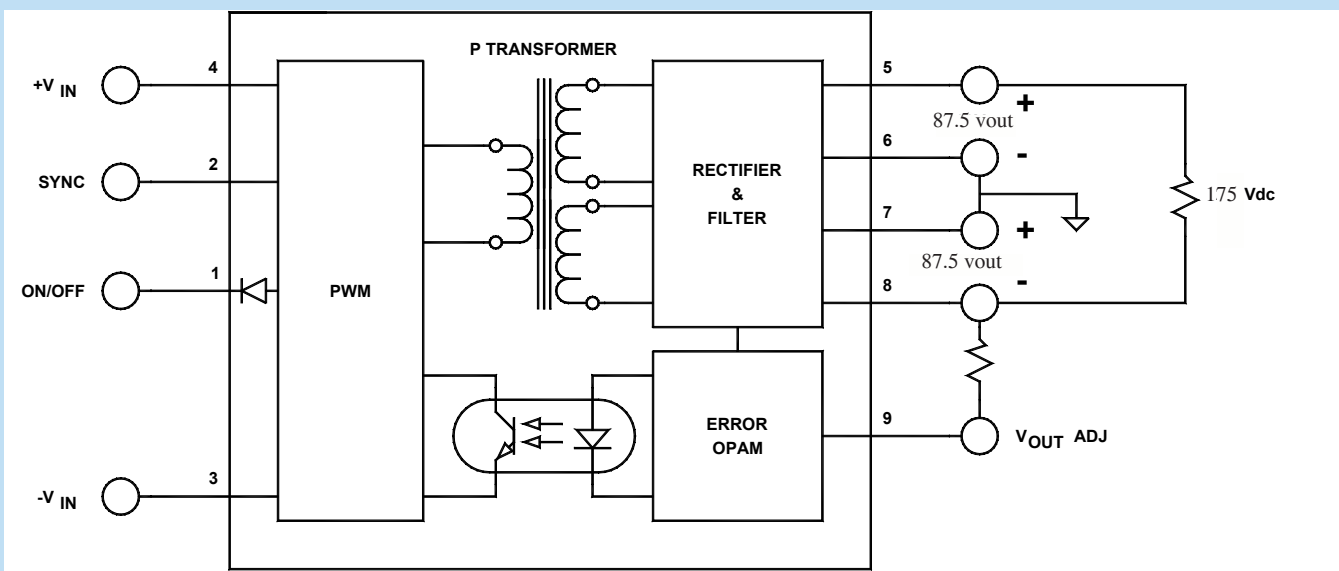 P TRANSFORMER
4
+V IN
2
SYNC
1
ON/OFF
PWM
3
-V IN
RECTIFIER
&
FILTER
ERROR
OPAM
5
+
87.5 vout
6
-
7
+
87.5 vout
8
-
175 Vdc
9
VOUT ADJ